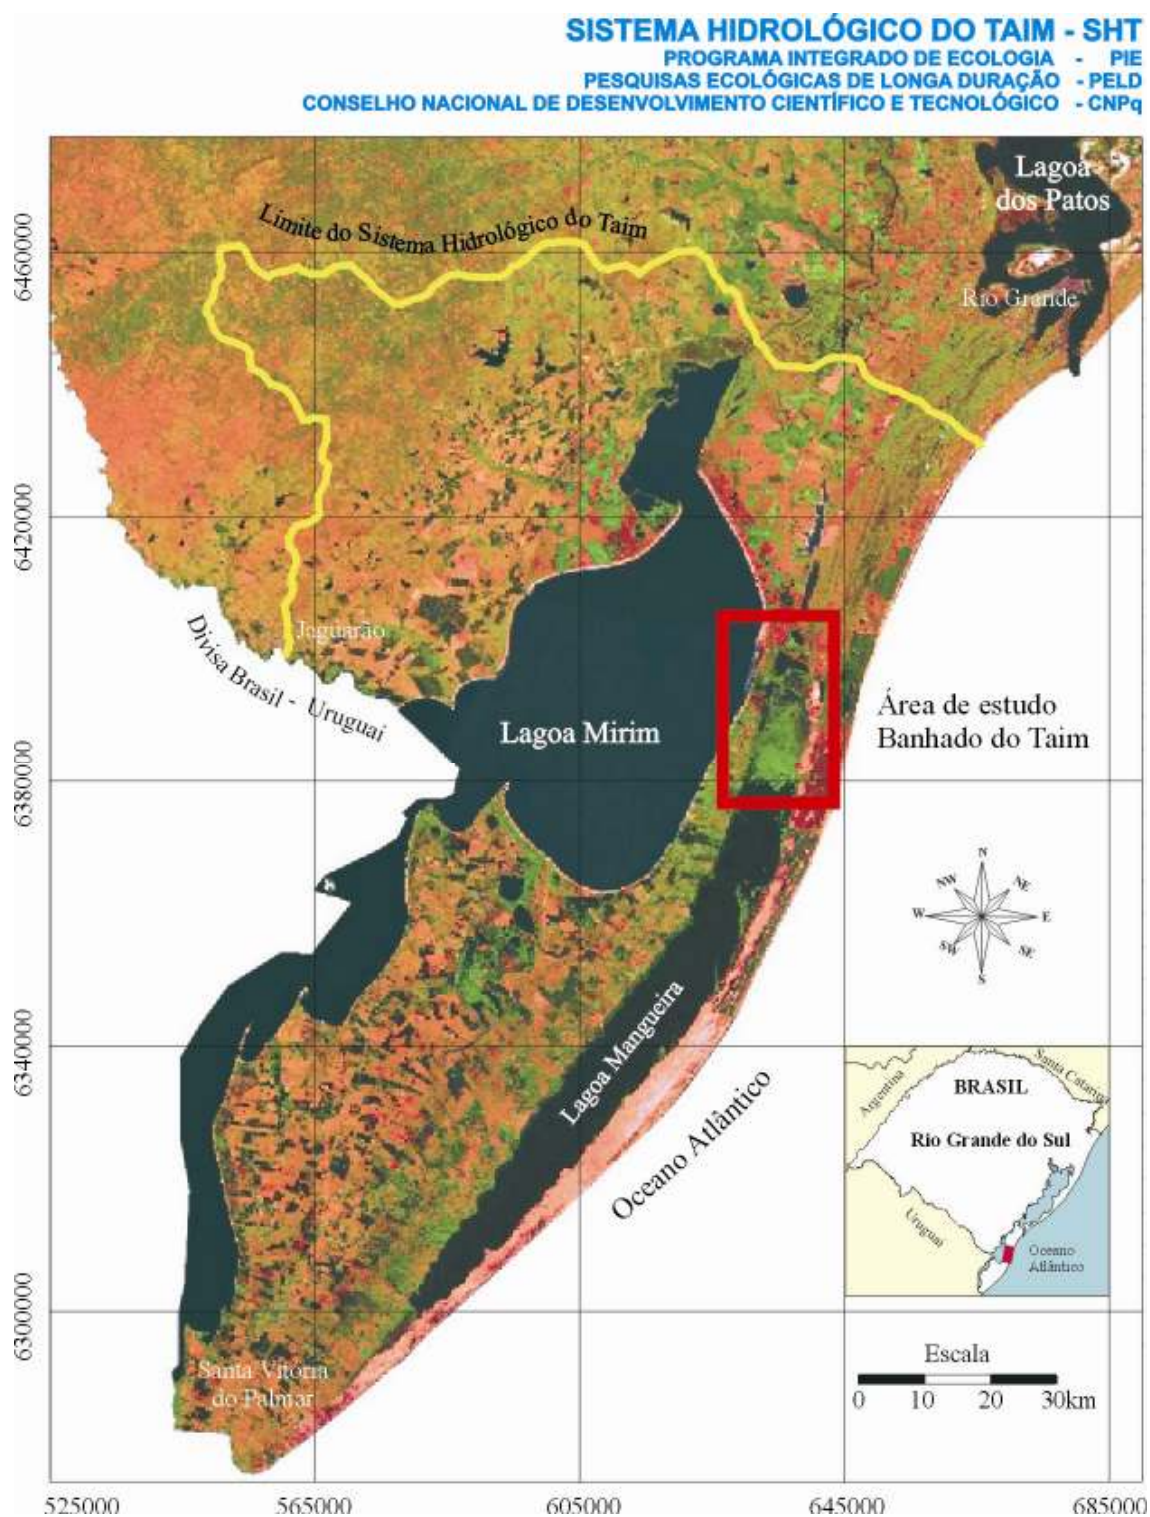 SISTEMA HIDROLÓGICO DO TAIM - SHT
PROGRAMA INTEGRADO DE ECOLOGIA - PIE
PESQUISAS ECOLÓGICAS DE LONGA DURAÇÃO - PELD
CONSELHO NACIONAL DE DESENVOLVIMENTO CIENTÍFICO E TECNOLÓGICO - CNPq
Lagoa
dos Patos
Limite do Sistema Hidrológico do Taim
6460000
Rio Grande
6420000
Jaguarão
Divisa Brasil - Uruguai
Lagoa Mirim
Área de estudo
Banhado do Taim
6380000
N
NW NE
W E
SW SE
S
Lagoa Mangueira
6340000
Oceano Atlântico
Argentina
BRASIL
Santa Catarina
Rio Grande do Sul
Uruguai
Oceano
Atlântico
6300000
Escala
0 10 20 30km
Santa Vitória
do Palmar
525000 565000 605000 645000 685000